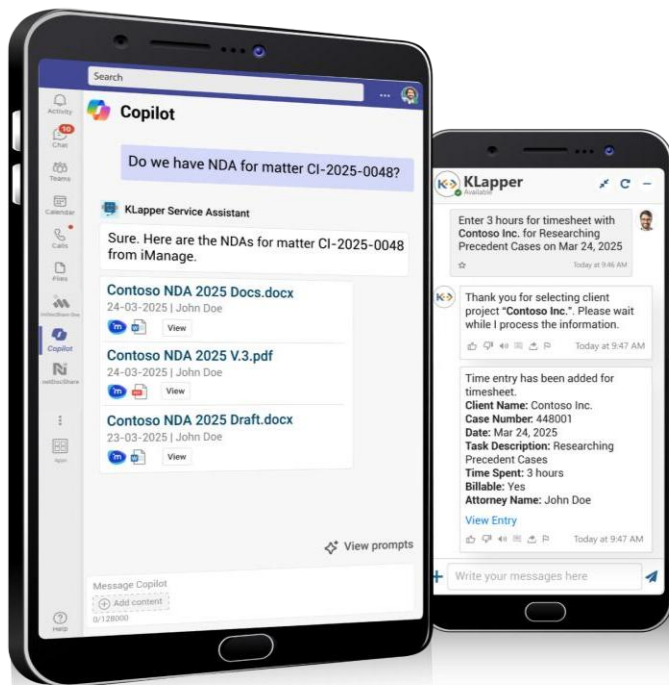 Search
...
Activity
10
Chat
Teams
Calendar
Calls
Files
Copilot
netDocShare
Apps
Help
Copilot
Do we have NDA for matter CI-2025-0048?
KLapper Service Assistant
Sure. Here are the NDAs for matter CI-2025-0048
from iManage.
Contoso NDA 2025 Docs.docx
24-03-2025 | John Doe
View
Contoso NDA 2025 V.3.pdf
24-03-2025 | John Doe
View
Contoso NDA 2025 Draft.docx
23-03-2025 | John Doe
View
View prompts
Message Copilot
Add content
0/128000
KLapper
Available
Enter 3 hours for timesheet with
Contoso Inc. for Researching
Precedent Cases on Mar 24, 2025
Today at 9:46 AM
Thank you for selecting client
project “Contoso Inc.”. Please wait
while I process the information.
Today at 9:47 AM
Time entry has been added for
timesheet.
Client Name: Contoso Inc.
Case Number: 448001
Date: Mar 24, 2025
Task Description: Researching
Precedent Cases
Time Spent: 3 hours
Billable: Yes
Attorney Name: John Doe
View Entry
Today at 9:47 AM
Write your messages here